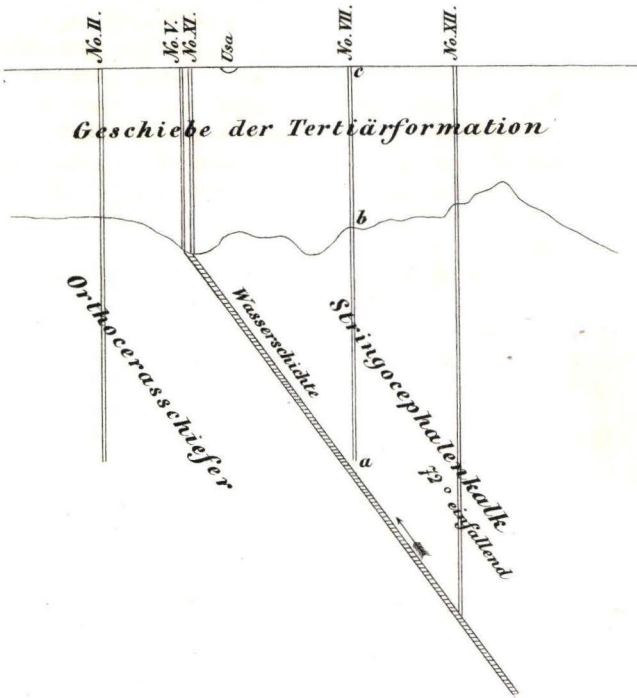 No. II.
No. V.
No. XI.
Usa
No. VII.
No. XII.
c
Geschiebe der Tertiärformation
b
Orthocerasschiefer
Wasserschichte
Stringocephalenkalk
72° einfallend
a